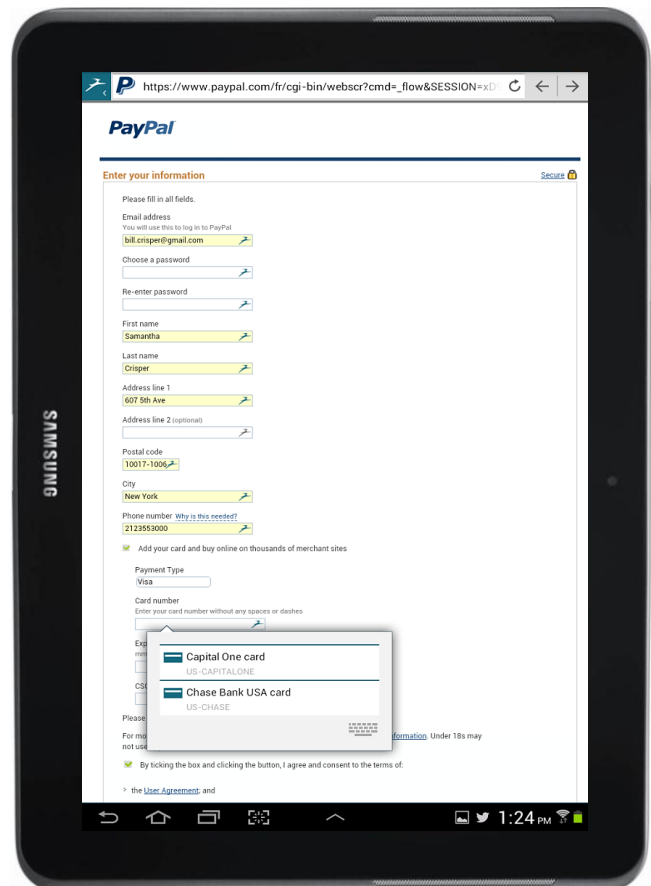 https://www.paypal.com/fr/cgi-bin/webscr?cmd=_flow&SESSION=xD
PayPal
Enter your information
Secure
Please fill in all fields.
Email address
You will use this to log in to PayPal
bill.crisper@gmail.com
Choose a password
Re-enter password
First name
Samantha
Last name
Crisper
Address line 1
607 5th Ave
Address line 2 (optional)
Postal code
10017-1006
City
New York
Phone number Why is this needed?
2123553000
Add your card and buy online on thousands of merchant sites
Payment Type
Visa
Card number
Enter your card number without any spaces or dashes
Exp
mm
Capital One card
US-CAPITALONE
CSC
Chase Bank USA card
US-CHASE
Please
For mo formation. Under 18s may
not use
By ticking the box and clicking the button, I agree and consent to the terms of:
> the User Agreement; and
1:24 PM
SAMSUNG